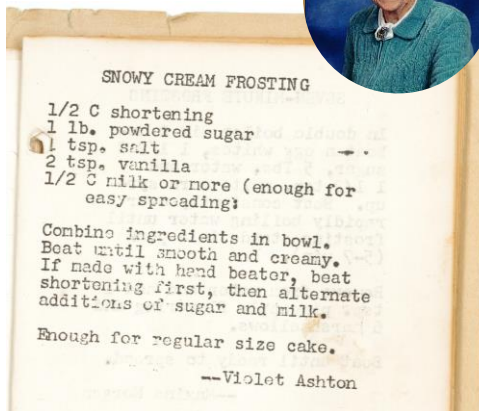 SNOWY CREAM FROSTING
1/2 C shortening
1 lb. powdered sugar
1 tsp. salt
2 tsp. vanilla
1/2 C milk or more (enough for
easy spreading)
Combine ingredients in bowl.
Beat until smooth and creamy.
If made with hand beater, beat
shortening first, then alternate
additions of sugar and milk.
Enough for regular size cake.
--Violet Ashton